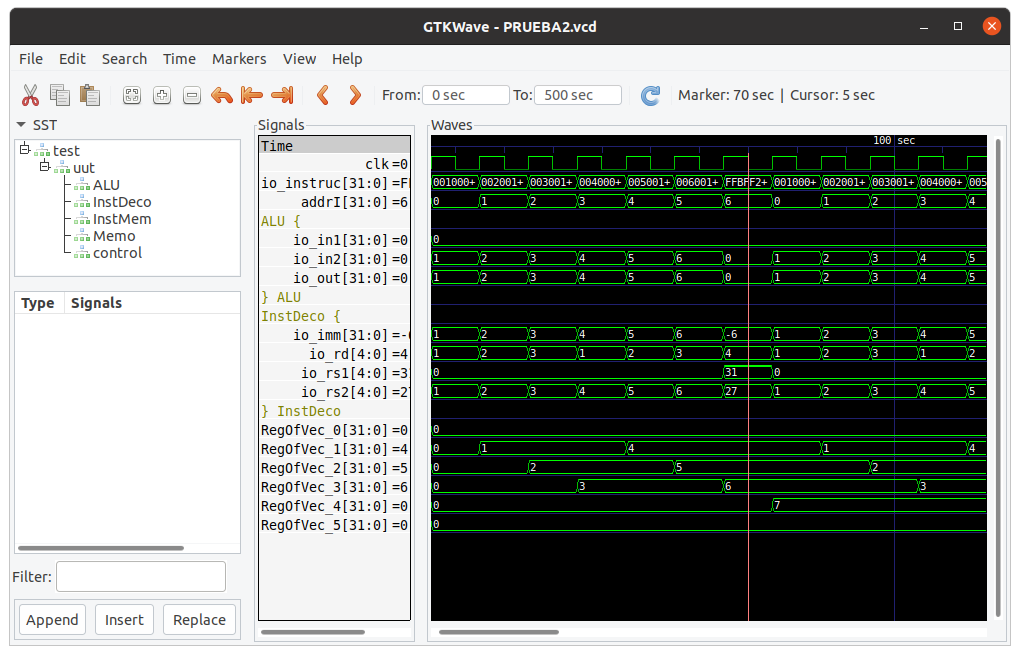 GTKWave - PRUEBA2.vcd
File Edit Search Time Markers View Help
From: 0 sec To: 500 sec Marker: 70 sec | Cursor: 5 sec
SST
test
uut
ALU
InstDeco
InstMem
Memo
control
Type Signals
Filter:
Append Insert Replace
Signals
Time
clk=0
io_instruc[31:0]=F
addrI[31:0]=6
ALU {
io_in1[31:0]=0
io_in2[31:0]=0
io_out[31:0]=0
} ALU
InstDeco {
io_imm[31:0]=-
io_rd[4:0]=4
io_rs1[4:0]=3
io_rs2[4:0]=2
} InstDeco
RegOfVec_0[31:0]=0
RegOfVec_1[31:0]=4
RegOfVec_2[31:0]=5
RegOfVec_3[31:0]=6
RegOfVec_4[31:0]=0
RegOfVec_5[31:0]=0
Waves
100 sec
001000+ 002001+ 003001+ 004000+ 005001+ 006001+ FFBFF2+ 001000+ 002001+ 003001+ 004000+ 005
0 1 2 3 4 5 6 0 1 2 3 4
0
1 2 3 4 5 6 0 1 2 3 4 5
1 2 3 4 5 6 0 1 2 3 4 5
1 2 3 4 5 6 -6 1 2 3 4 5
1 2 3 1 2 3 4 1 2 3 1 2
0 31 0
1 2 3 4 5 6 27 1 2 3 4 5
0
0 1 4 1 4
0 2 5 2
0 3 6 3
0 7
0